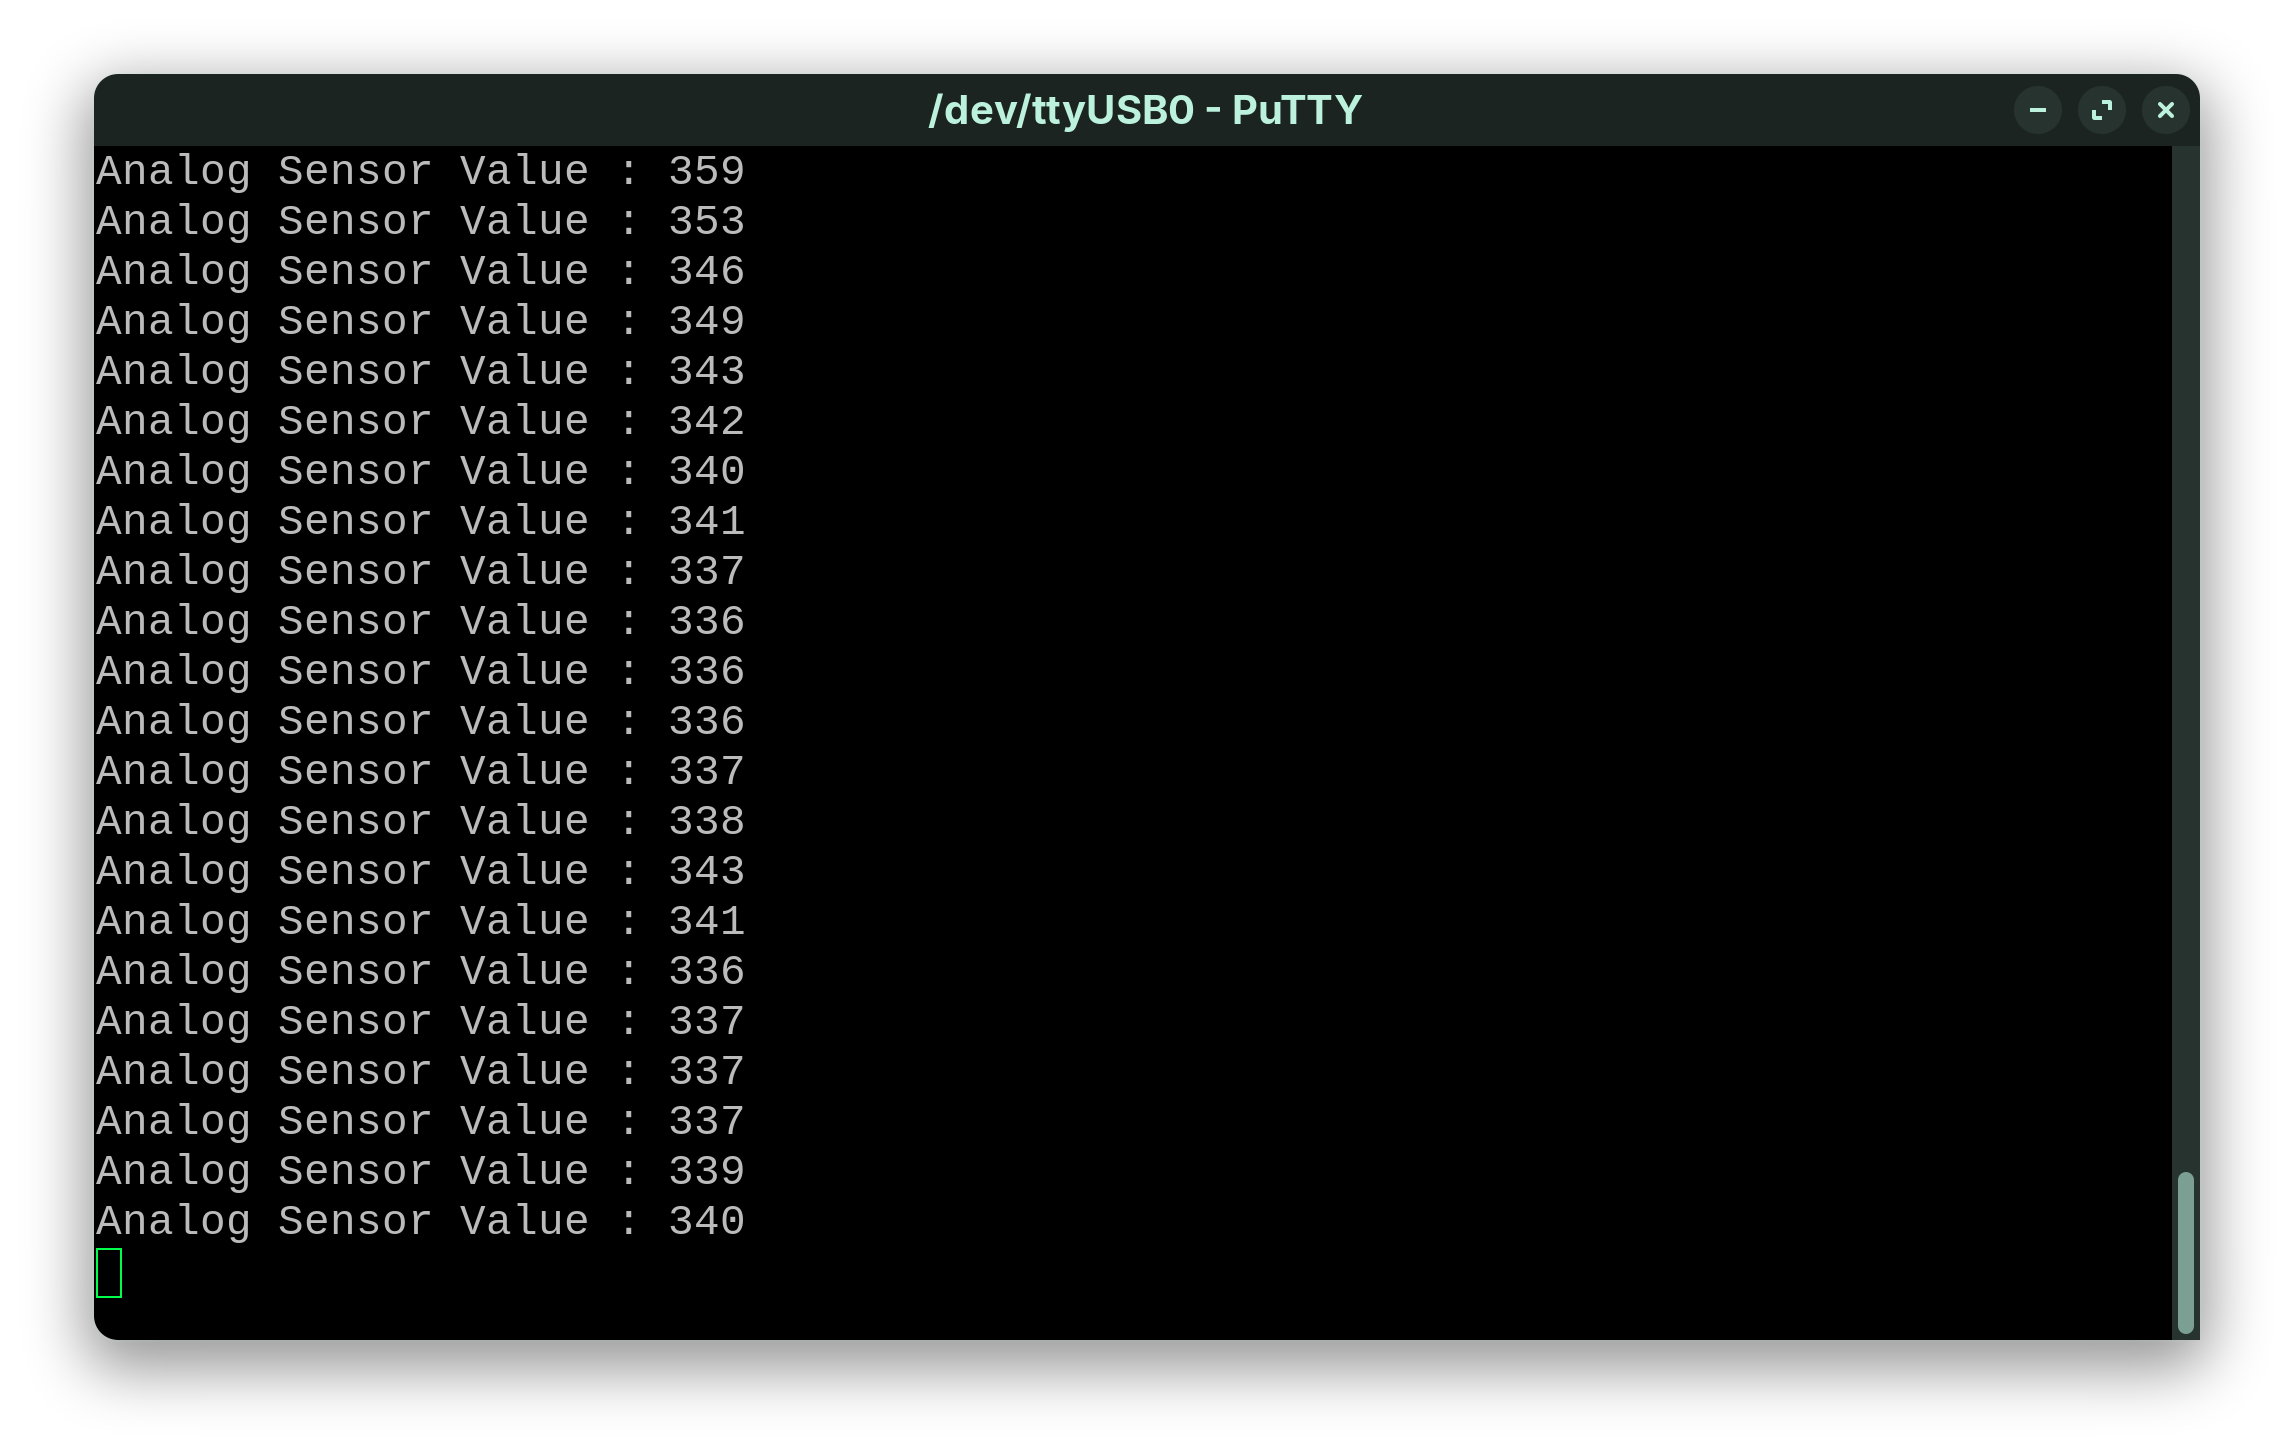 /dev/ttyUSB0 - PuTTY
Analog Sensor Value : 359
Analog Sensor Value : 353
Analog Sensor Value : 346
Analog Sensor Value : 349
Analog Sensor Value : 343
Analog Sensor Value : 342
Analog Sensor Value : 340
Analog Sensor Value : 341
Analog Sensor Value : 337
Analog Sensor Value : 336
Analog Sensor Value : 336
Analog Sensor Value : 336
Analog Sensor Value : 337
Analog Sensor Value : 338
Analog Sensor Value : 343
Analog Sensor Value : 341
Analog Sensor Value : 336
Analog Sensor Value : 337
Analog Sensor Value : 337
Analog Sensor Value : 337
Analog Sensor Value : 339
Analog Sensor Value : 340